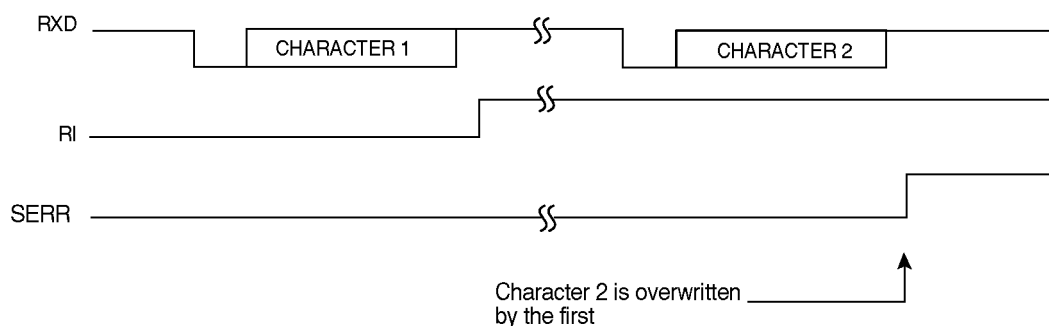 RXD
CHARACTER 1
CHARACTER 2
RI
SERR
Character 2 is overwritten
by the first